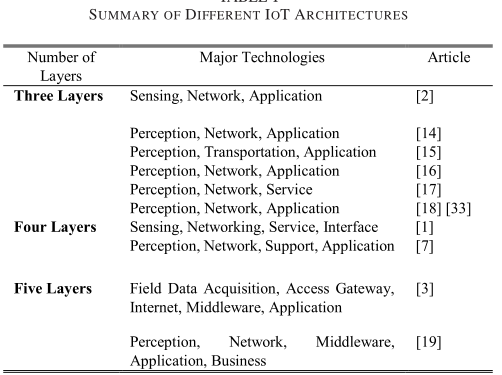 TABLE I
SUMMARY OF DIFFERENT IOT ARCHITECTURES
Number of Layers Major Technologies Article
Three Layers Sensing, Network, Application [2]
Perception, Network, Application [14]
Perception, Transportation, Application [15]
Perception, Network, Application [16]
Perception, Network, Service [17]
Perception, Network, Application [18] [33]
Four Layers Sensing, Networking, Service, Interface [1]
Perception, Network, Support, Application [7]
Five Layers Field Data Acquisition, Access Gateway, [3]
Internet, Middleware, Application
Perception, Network, Middleware, [19]
Application, Business